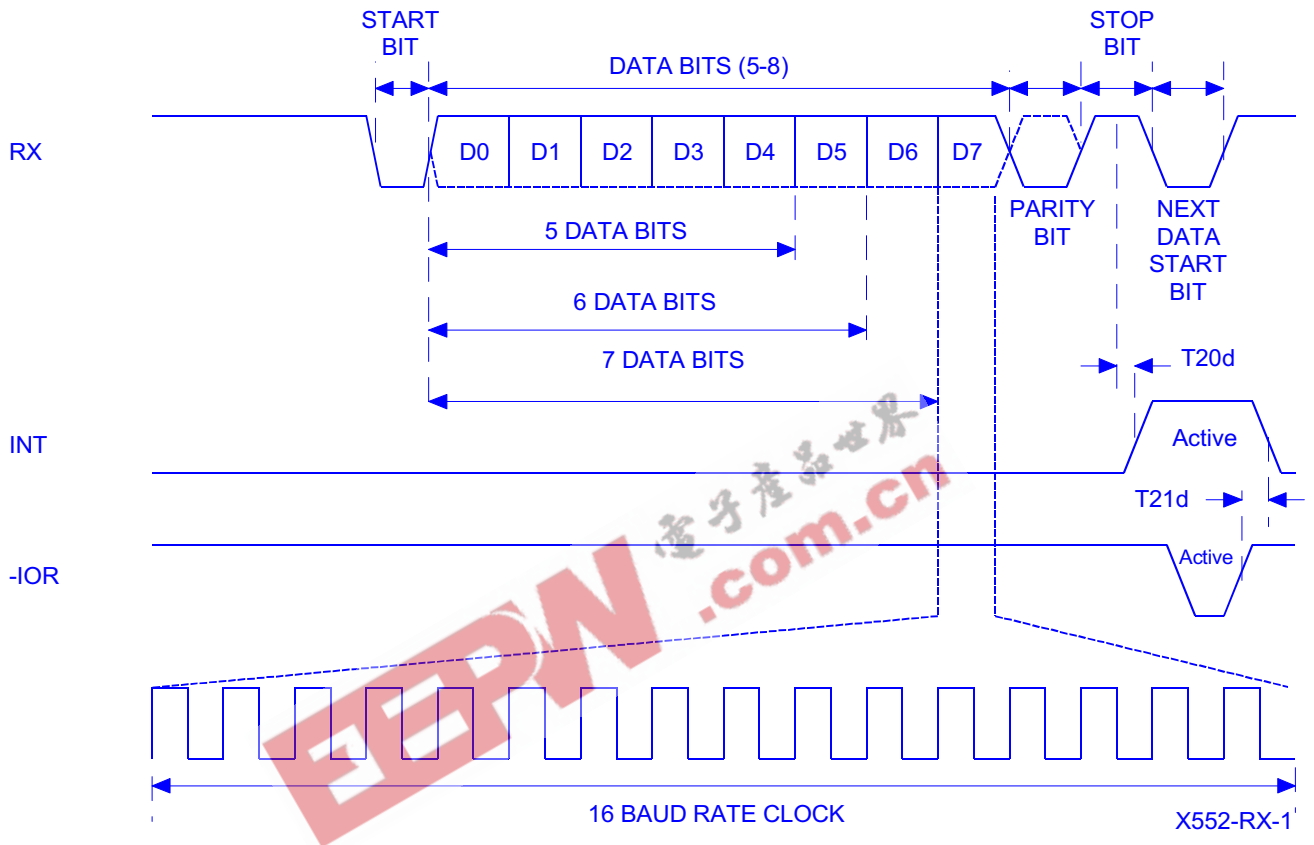 START
BIT
DATA BITS (5-8)
STOP
BIT
RX
D0 D1 D2 D3 D4 D5 D6 D7
PARITY
BIT
NEXT
DATA
START
BIT
5 DATA BITS
6 DATA BITS
7 DATA BITS
T20d
INT
Active
T21d
-IOR
Active
電子產品世界
EEPW
.com.cn
16 BAUD RATE CLOCK
X552-RX-1